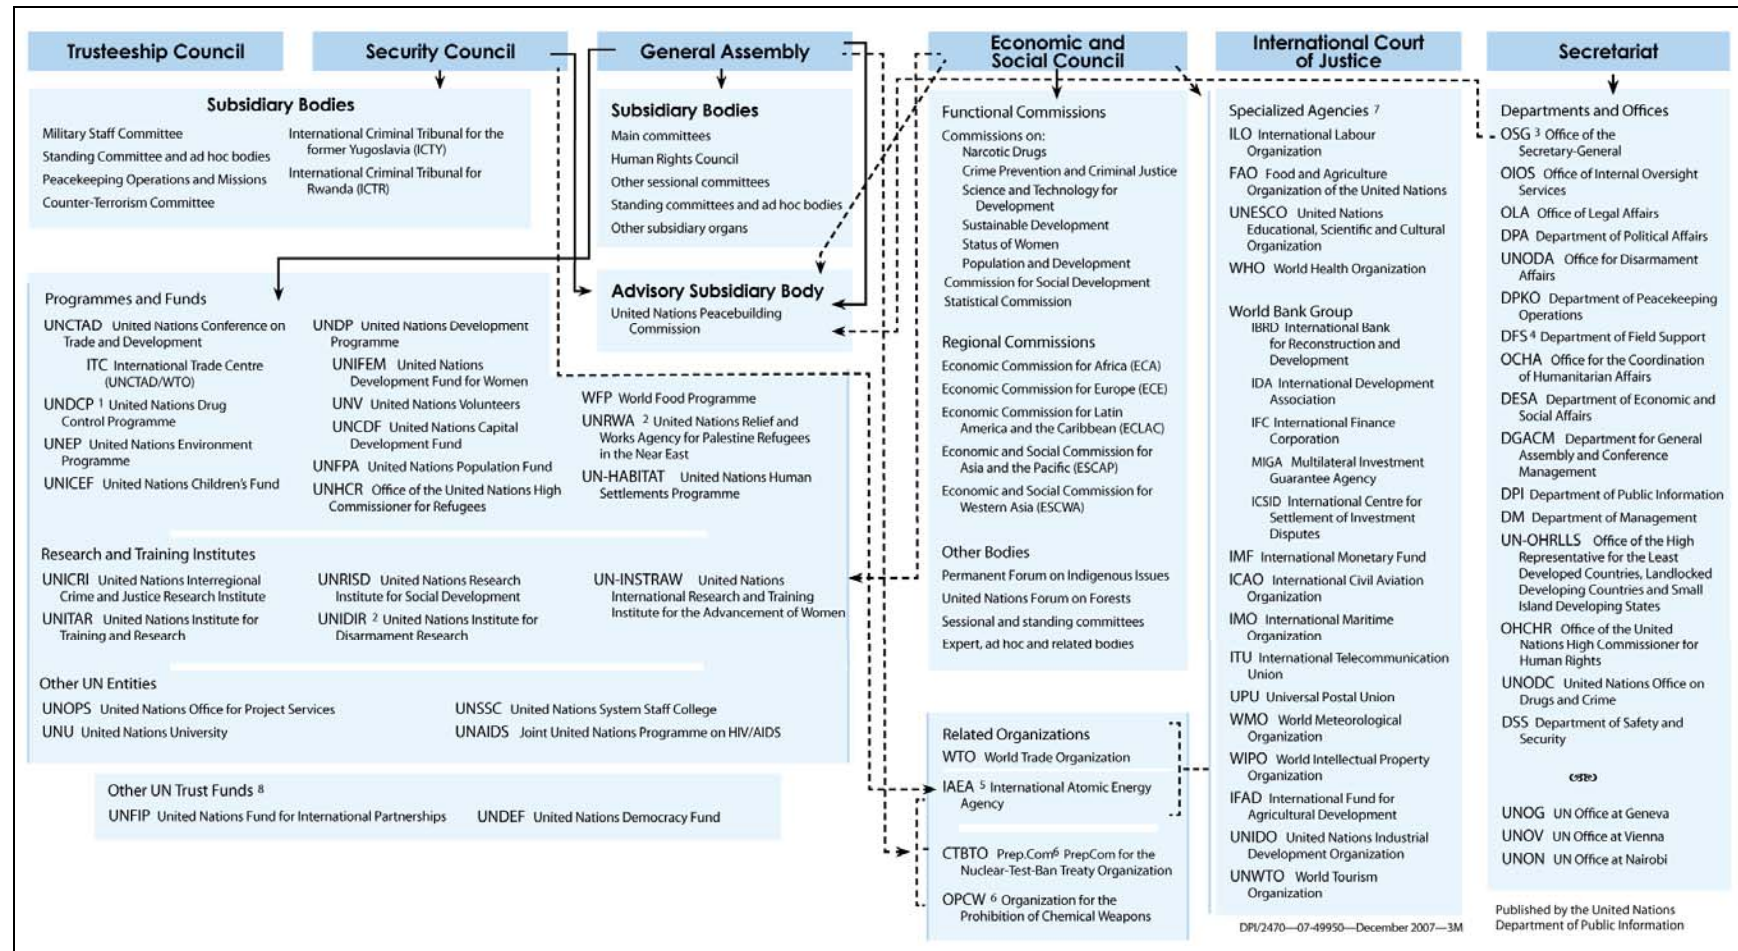 Trusteeship Council
Security Council
General Assembly
Economic and
Social Council
International Court
of Justice
Secretariat
Subsidiary Bodies
Military Staff Committee
Standing Committee and ad hoc bodies
Peacekeeping Operations and Missions
Counter-Terrorism Committee
International Criminal Tribunal for the
former Yugoslavia (ICTY)
International Criminal Tribunal for
Rwanda (ICTR)
Subsidiary Bodies
Main committees
Human Rights Council
Other sessional committees
Standing committees and ad hoc bodies
Other subsidiary organs
Advisory Subsidiary Body
United Nations Peacebuilding
Commission
Programmes and Funds
UNCTAD United Nations Conference on
Trade and Development
ITC International Trade Centre
(UNCTAD/WTO)
UNDCP 1 United Nations Drug
Control Programme
UNEP United Nations Environment
Programme
UNICEF United Nations Children's Fund
UNDP United Nations Development
Programme
UNIFEM United Nations
Development Fund for Women
UNV United Nations Volunteers
UNCDF United Nations Capital
Development Fund
UNFPA United Nations Population Fund
UNHCR Office of the United Nations High
Commissioner for Refugees
WFP World Food Programme
UNRWA 2 United Nations Relief and
Works Agency for Palestine Refugees
in the Near East
UN-HABITAT United Nations Human
Settlements Programme
Research and Training Institutes
UNICRI United Nations Interregional
Crime and Justice Research Institute
UNITAR United Nations Institute for
Training and Research
UNRISD United Nations Research
Institute for Social Development
UNIDIR 2 United Nations Institute for
Disarmament Research
UN-INSTRAW United Nations
International Research and Training
Institute for the Advancement of Women
Other UN Entities
UNOPS United Nations Office for Project Services
UNU United Nations University
UNSSC United Nations System Staff College
UNAIDS Joint United Nations Programme on HIV/AIDS
Other UN Trust Funds 8
UNFIP United Nations Fund for International Partnerships
UNDEF United Nations Democracy Fund
Functional Commissions
Commissions on:
Narcotic Drugs
Crime Prevention and Criminal Justice
Science and Technology for
Development
Sustainable Development
Status of Women
Population and Development
Commission for Social Development
Statistical Commission
Regional Commissions
Economic Commission for Africa (ECA)
Economic Commission for Europe (ECE)
Economic Commission for Latin
America and the Caribbean (ECLAC)
Economic and Social Commission for
Asia and the Pacific (ESCAP)
Economic and Social Commission for
Western Asia (ESCWA)
Other Bodies
Permanent Forum on Indigenous Issues
United Nations Forum on Forests
Sessional and standing committees
Expert, ad hoc and related bodies
Related Organizations
WTO World Trade Organization
IAEA 5 International Atomic Energy
Agency
CTBTO Prep.Com6 PrepCom for the
Nuclear-Test-Ban Treaty Organization
OPCW 6 Organization for the
Prohibition of Chemical Weapons
Specialized Agencies 7
ILO International Labour
Organization
FAO Food and Agriculture
Organization of the United Nations
UNESCO United Nations
Educational, Scientific and Cultural
Organization
WHO World Health Organization
World Bank Group
IBRD International Bank
for Reconstruction and
Development
IDA International Development
Association
IFC International Finance
Corporation
MIGA Multilateral Investment
Guarantee Agency
ICSID International Centre for
Settlement of Investment
Disputes
IMF International Monetary Fund
ICAO International Civil Aviation
Organization
IMO International Maritime
Organization
ITU International Telecommunication
Union
UPU Universal Postal Union
WMO World Meteorological
Organization
WIPO World Intellectual Property
Organization
IFAD International Fund for
Agricultural Development
UNIDO United Nations Industrial
Development Organization
UNWTO World Tourism
Organization
DPI/2470—07-49950—December 2007—3M
Departments and Offices
OSG 3 Office of the
Secretary-General
OIOS Office of Internal Oversight
Services
OLA Office of Legal Affairs
DPA Department of Political Affairs
UNODA Office for Disarmament
Affairs
DPKO Department of Peacekeeping
Operations
DFS 4 Department of Field Support
OCHA Office for the Coordination
of Humanitarian Affairs
DESA Department of Economic and
Social Affairs
DGACM Department for General
Assembly and Conference
Management
DPI Department of Public Information
DM Department of Management
UN-OHRLLS Office of the High
Representative for the Least
Developed Countries, Landlocked
Developing Countries and Small
Island Developing States
OHCHR Office of the United
Nations High Commissioner for
Human Rights
UNODC United Nations Office on
Drugs and Crime
DSS Department of Safety and
Security
UNOG UN Office at Geneva
UNOV UN Office at Vienna
UNON UN Office at Nairobi
Published by the United Nations
Department of Public Information